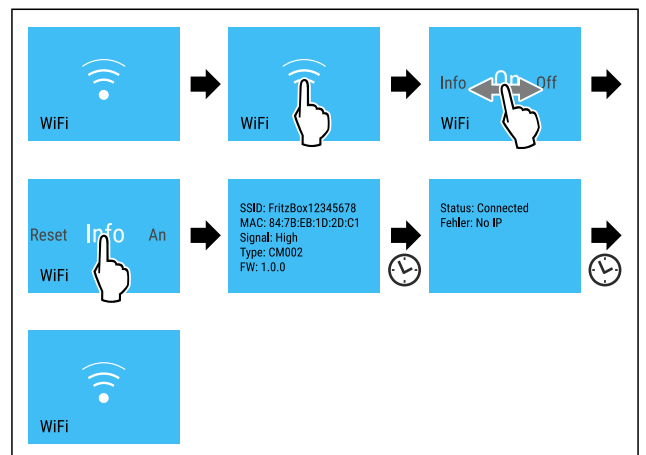 WiFi
WiFi
Info On Off
WiFi
Reset Info An
WiFi
SSID: FritzBox12345678
MAC: 84:7B:EB:1D:2D:C1
Signal: High
Type: CM002
FW: 1.0.0
Status: Connected
Fehler: No IP
WiFi